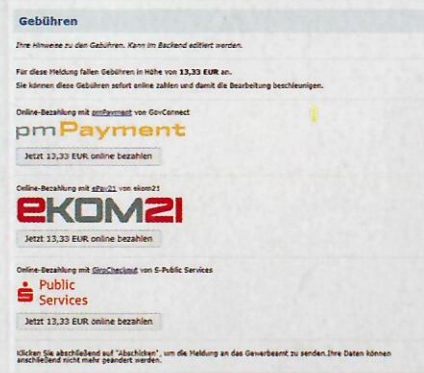 Gebühren
Ihre Hinweise zu den Gebühren. Kann im Backend editiert werden.
Für diese Meldung fallen Gebühren in Höhe von 13,33 EUR an.
Sie können diese Gebühren sofort online zahlen und damit die Bearbeitung beschleunigen.
Online-Bezahlung mit pmPayment von GovConnect
pmPayment
Jetzt 13,33 EUR online bezahlen
Online-Bezahlung mit ePay21 von ekom21
eKOM21
Jetzt 13,33 EUR online bezahlen
Online-Bezahlung mit GiroCheckout von S-Public Services
Public
Services
Jetzt 13,33 EUR online bezahlen
Klicken Sie abschließend auf "Abschicken", um die Meldung an das Gewerbeamt zu senden.Ihre Daten können
anschließend nicht mehr geändert werden.